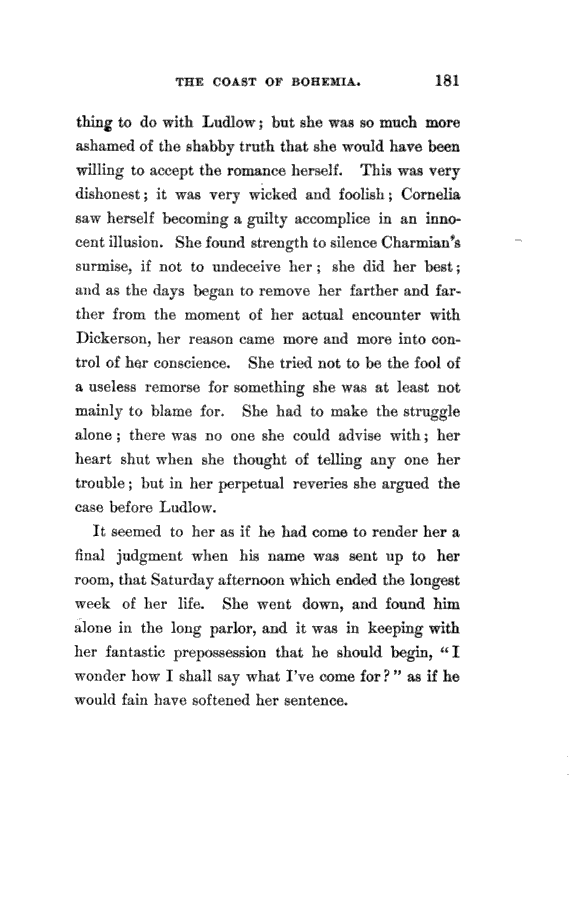 THE COAST OF BOHEMIA. 181
thing to do with Ludlow; but she was so much more
ashamed of the shabby truth that she would have been
willing to accept the romance herself. This was very
dishonest; it was very wicked and foolish; Cornelia
saw herself becoming a guilty accomplice in an inno-
cent illusion. She found strength to silence Charmian's
surmise, if not to undeceive her; she did her best;
and as the days began to remove her farther and far-
ther from the moment of her actual encounter with
Dickerson, her reason came more and more into con-
trol of her conscience. She tried not to be the fool of
a useless remorse for something she was at least not
mainly to blame for. She had to make the struggle
alone; there was no one she could advise with; her
heart shut when she thought of telling any one her
trouble; but in her perpetual reveries she argued the
case before Ludlow.
It seemed to her as if he had come to render her a
final judgment when his name was sent up to her
room, that Saturday afternoon which ended the longest
week of her life. She went down, and found him
alone in the long parlor, and it was in keeping with
her fantastic prepossession that he should begin, "I
wonder how I shall say what I've come for?" as if he
would fain have softened her sentence.